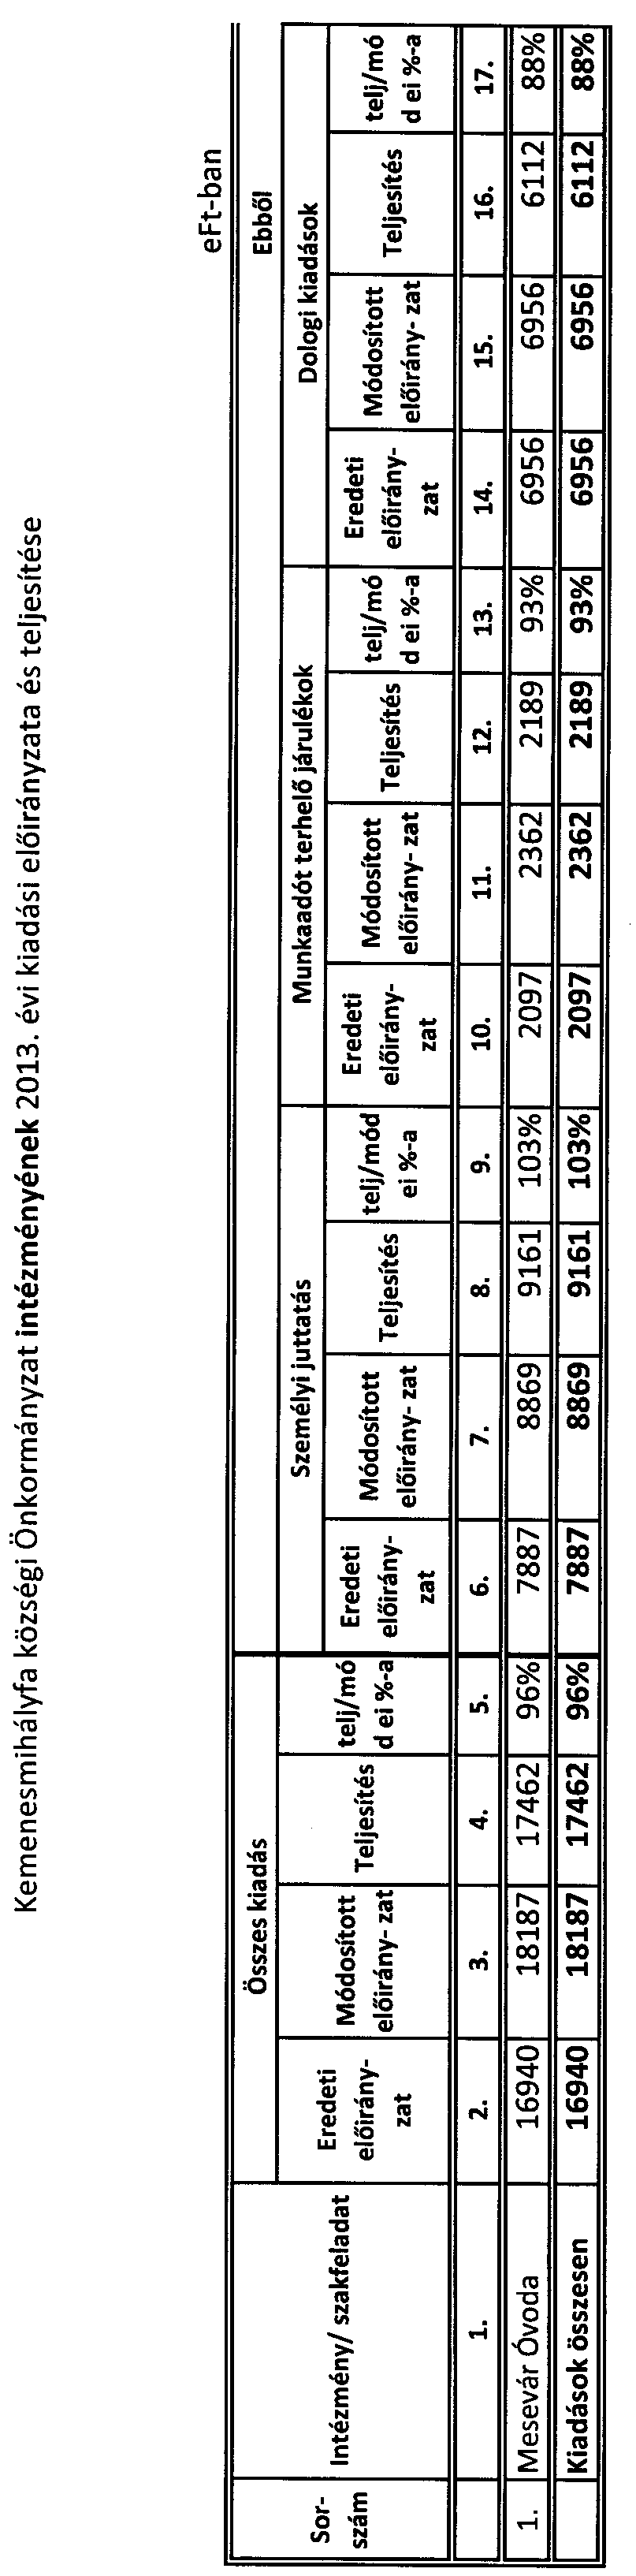 Kemenesmihályfa községi Önkormányzat intézményének 2013. évi kiadási előirányzata és teljesítése
eFt-ban
Sor-
szám
Intézmény/ szakfeladat
Összes kiadás
Ebből
Személyi juttatás
Munkaadót terhelő járulékok
Dologi kiadások
Eredeti
előirány-
zat
Módosított
előirány- zat
Teljesítés
telj/mó
d ei %-a
Eredeti
előirány-
zat
Módosított
előirány- zat
Teljesítés
telj/mód
ei %-a
Eredeti
előirány-
zat
Módosított
előirány- zat
Teljesítés
telj/mó
d ei %-a
Eredeti
előirány-
zat
Módosított
előirány- zat
Teljesítés
telj/mó
d ei %-a
1. 2. 3. 4. 5. 6. 7. 8. 9. 10. 11. 12. 13. 14. 15. 16. 17.
1. Mesevár Óvoda 16940 18187 17462 96% 7887 8869 9161 103% 2097 2362 2189 93% 6956 6956 6112 88%
Kiadások összesen 16940 18187 17462 96% 7887 8869 9161 103% 2097 2362 2189 93% 6956 6956 6112 88%